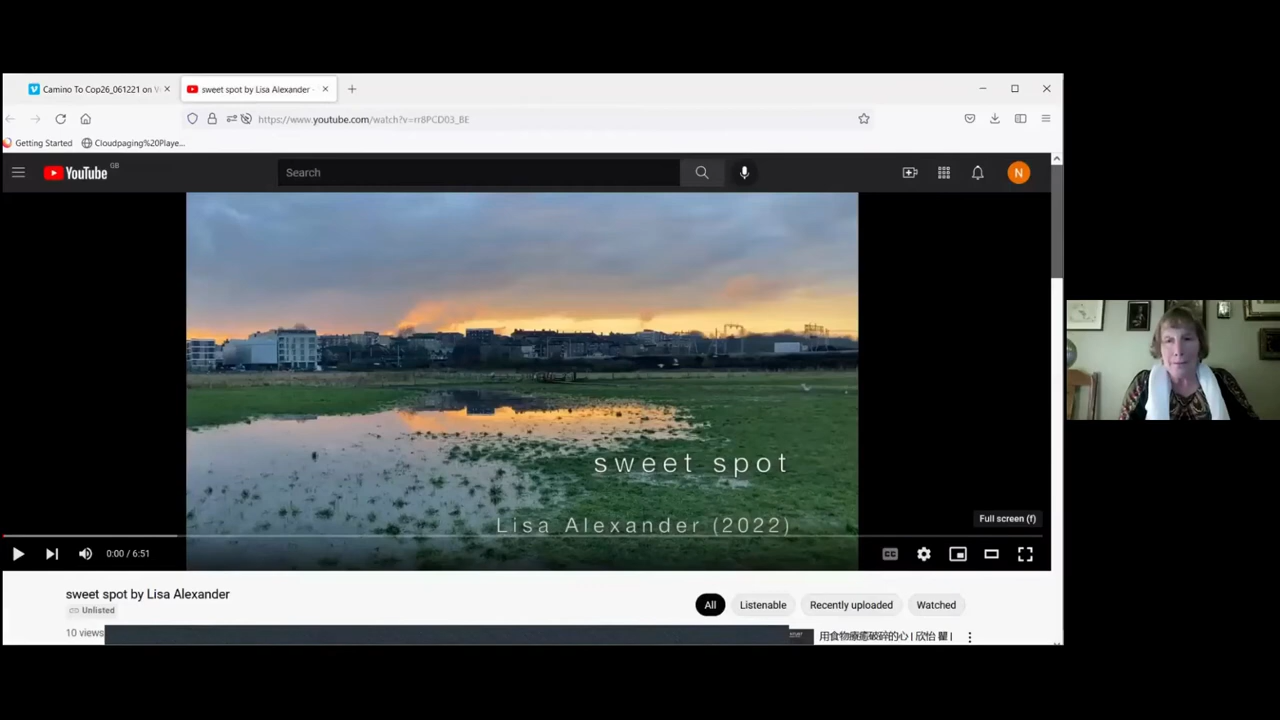 Camino To Cop26_061221 on V
sweet spot by Lisa Alexander -
https://www.youtube.com/watch?v=rr8PCD03_BE
Getting Started
Cloudpaging%20Playe...
YouTube GB
Search
N
sweet spot
Lisa Alexander (2022)
Full screen (f)
0:00 / 6:51
CC
sweet spot by Lisa Alexander
Unlisted
All
Listenable
Recently uploaded
Watched
10 views
用食物療癒破碎的心 | 欣怡 瞿 |